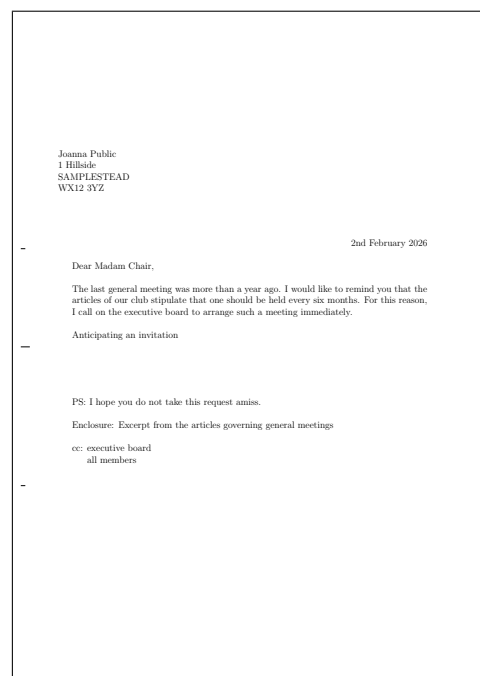 Joanna Public
1 Hillside
SAMPLESTEAD
WX12 3YZ
2nd February 2026
Dear Madam Chair,
The last general meeting was more than a year ago. I would like to remind you that the
articles of our club stipulate that one should be held every six months. For this reason,
I call on the executive board to arrange such a meeting immediately.
Anticipating an invitation
PS: I hope you do not take this request amiss.
Enclosure: Excerpt from the articles governing general meetings
cc: executive board
all members